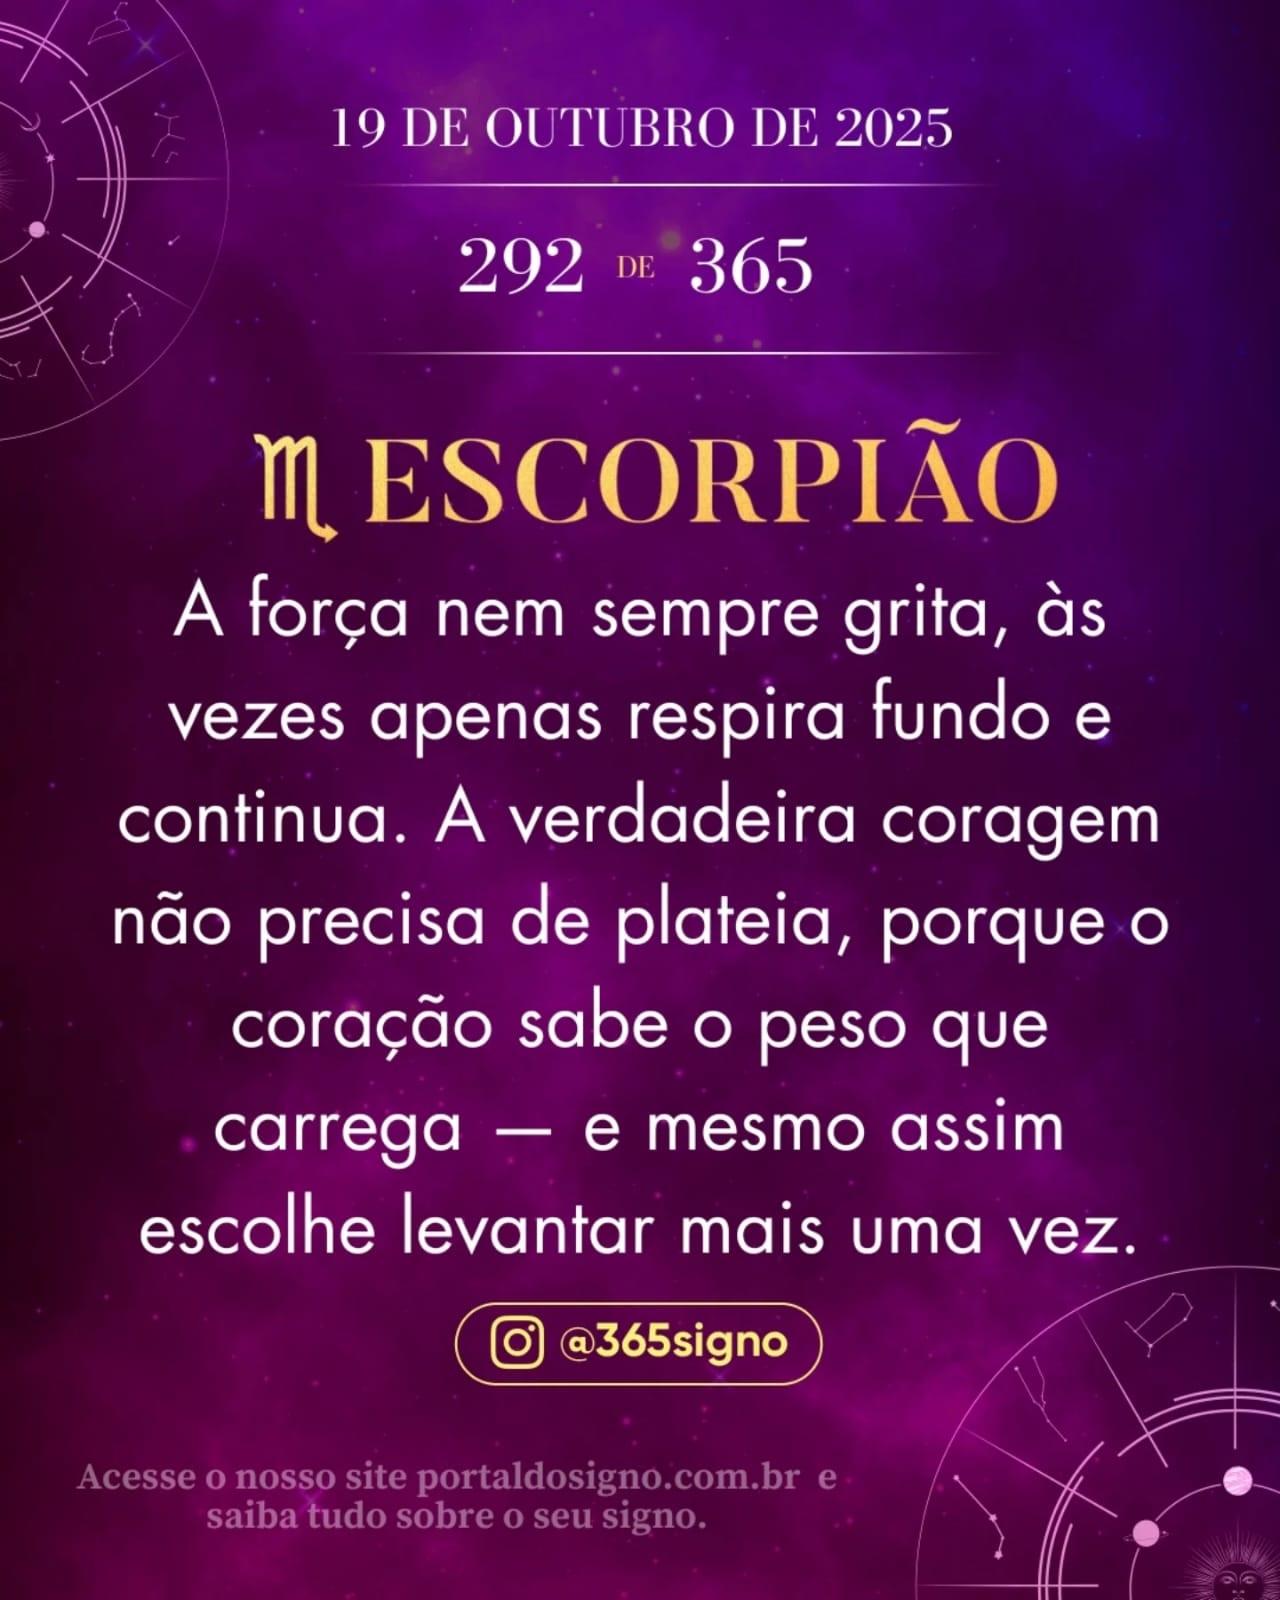 19 DE OUTUBRO DE 2025
292 DE 365
♏ ESCORPIÃO
A força nem sempre grita, às
vezes apenas respira fundo e
continua. A verdadeira coragem
não precisa de plateia, porque o
coração sabe o peso que
carrega — e mesmo assim
escolhe levantar mais uma vez.
@365signo
Acesse o nosso site portaldosigno.com.br e
saiba tudo sobre o seu signo.